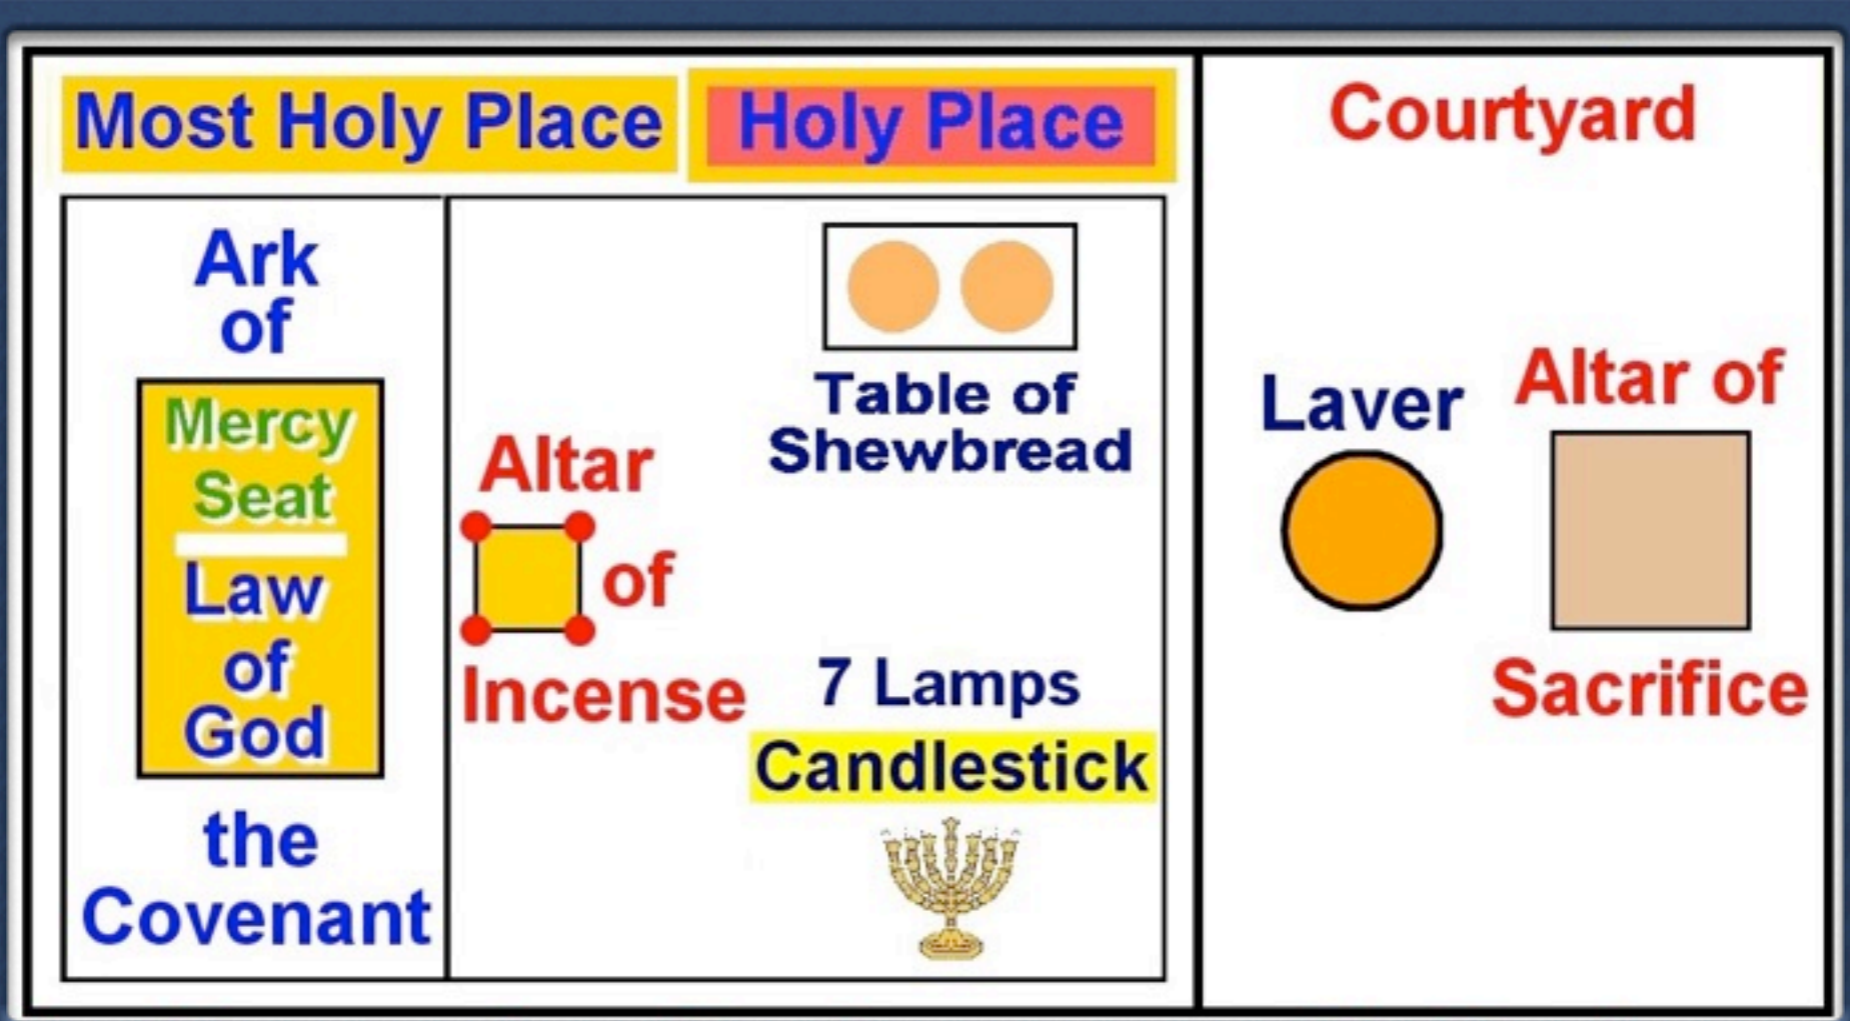 Most Holy Place
Holy Place
Courtyard
Ark
of
Mercy
Seat
Law
of
God
the
Covenant
Altar
of
Incense
Table of
Shewbread
7 Lamps
Candlestick
Laver
Altar of
Sacrifice